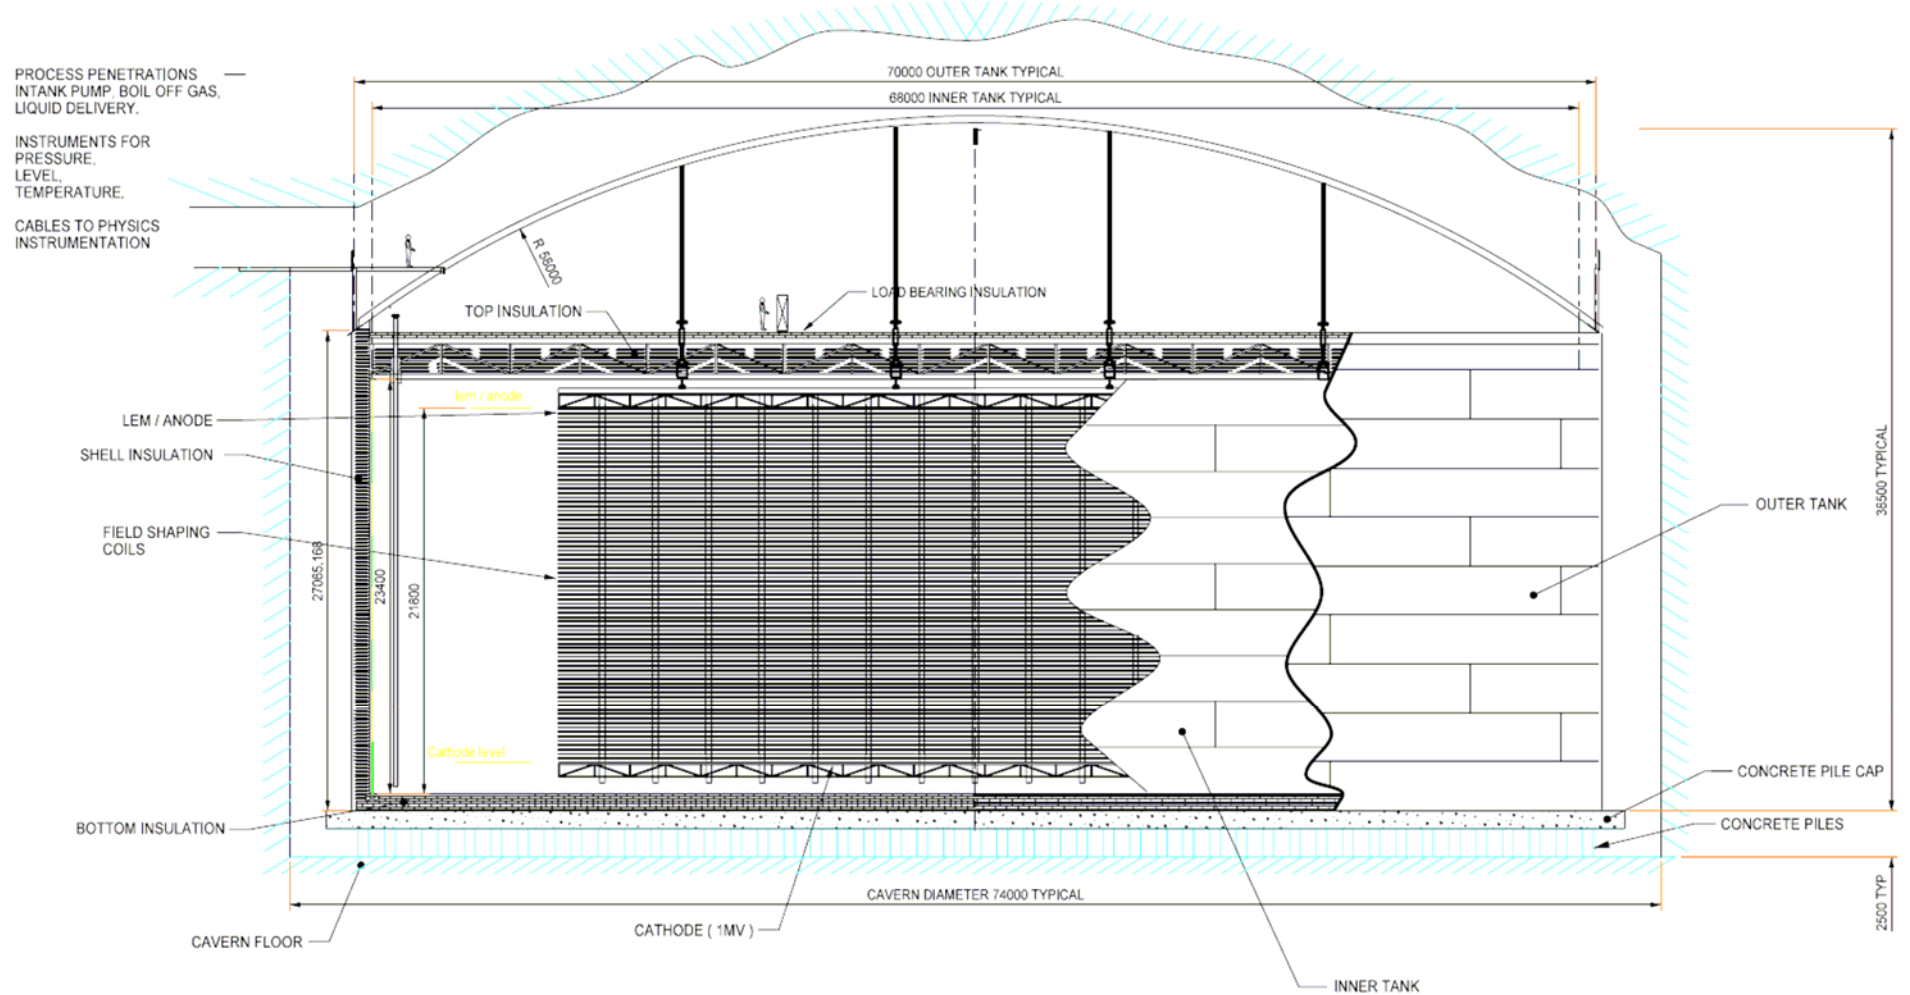 PROCESS PENETRATIONS
INTANK PUMP, BOIL OFF GAS,
LIQUID DELIVERY.
INSTRUMENTS FOR
PRESSURE,
LEVEL,
TEMPERATURE.
CABLES TO PHYSICS
INSTRUMENTATION
70000 OUTER TANK TYPICAL
68000 INNER TANK TYPICAL
R 58000
LOAD BEARING INSULATION
TOP INSULATION
lem / anode
LEM / ANODE
SHELL INSULATION
FIELD SHAPING
COILS
27065.168
23400
21800
Cathode level
BOTTOM INSULATION
CAVERN FLOOR
CAVERN DIAMETER 74000 TYPICAL
CATHODE ( 1MV )
INNER TANK
OUTER TANK
CONCRETE PILE CAP
CONCRETE PILES
TYPICAL
2500 TYP